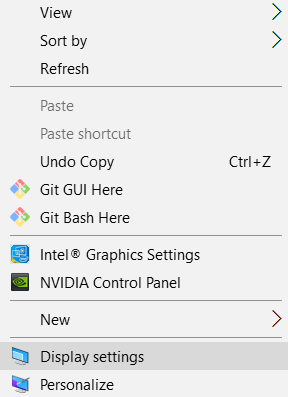 View
Sort by
Refresh
Paste
Paste shortcut
Undo Copy Ctrl+Z
Git GUI Here
Git Bash Here
Intel® Graphics Settings
NVIDIA Control Panel
New
Display settings
Personalize